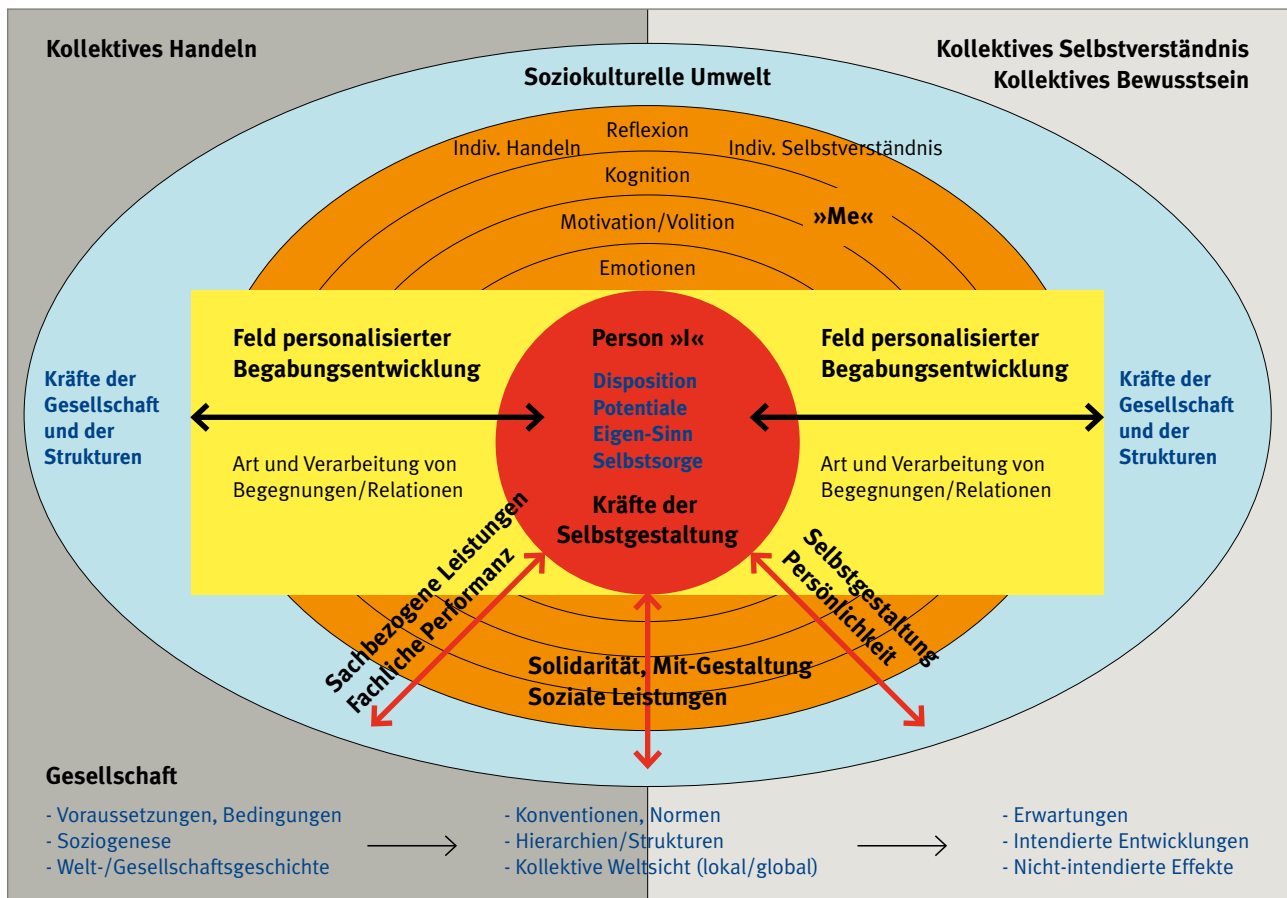 Kollektives Handeln
Kollektives Selbstverständnis
Kollektives Bewusstsein
Soziokulturelle Umwelt
Reflexion
Indiv. Handeln
Indiv. Selbstverständnis
Kognition
»Me«
Motivation/Volition
Emotionen
Feld personalisierter
Begabungsentwicklung
Person »I«
Feld personalisierter
Begabungsentwicklung
Kräfte der
Gesellschaft
und der
Strukturen
Disposition
Potentiale
Eigen-Sinn
Selbstsorge
Kräfte der
Gesellschaft
und der
Strukturen
Art und Verarbeitung von
Begegnungen/Relationen
Kräfte der
Selbstgestaltung
Art und Verarbeitung von
Begegnungen/Relationen
Sachbezogene Leistungen
Fachliche Performanz
Solidarität, Mit-Gestaltung
Soziale Leistungen
Selbstgestaltung
Persönlichkeit
Gesellschaft
- Voraussetzungen, Bedingungen
- Soziogenese
- Welt-/Gesellschaftsgeschichte
- Konventionen, Normen
- Hierarchien/Strukturen
- Kollektive Weltsicht (lokal/global)
- Erwartungen
- Intendierte Entwicklungen
- Nicht-intendierte Effekte